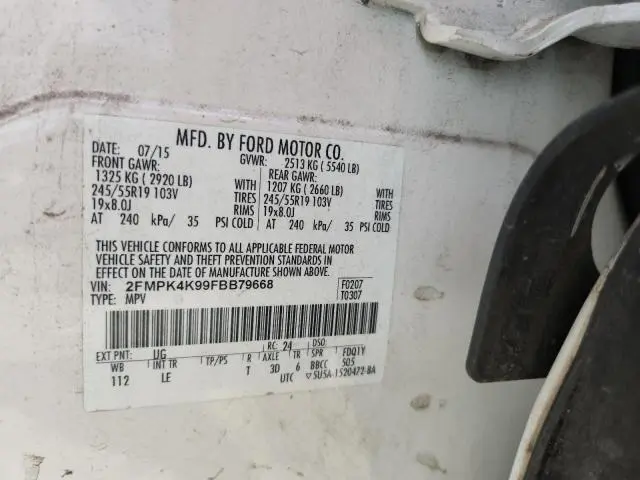 MFD. BY FORD MOTOR CO.
DATE: 07/15 GVWR: 2513 KG ( 5540 LB)
FRONT GAWR: REAR GAWR:
1325 KG ( 2920 LB) WITH 1207 KG ( 2660 LB) WITH
245/55R19 103V TIRES 245/55R19 103V TIRES
19x8.0J RIMS 19x8.0J RIMS
AT 240 kPa/ 35 PSI COLD AT 240 kPa/ 35 PSI COLD
THIS VEHICLE CONFORMS TO ALL APPLICABLE FEDERAL MOTOR
VEHICLE SAFETY AND THEFT PREVENTION STANDARDS IN
EFFECT ON THE DATE OF MANUFACTURE SHOWN ABOVE.
VIN: 2FMPK4K99FBB79668 F0207
TYPE: MPV T0307
EXT PNT: UG RC: 24 DSO: FDQ1Y
WB INT TR TP/PS R AXLE TR SPR 505
112 LE T 3D 6 BBCC
UTC ▽5U5A-1520472-BA